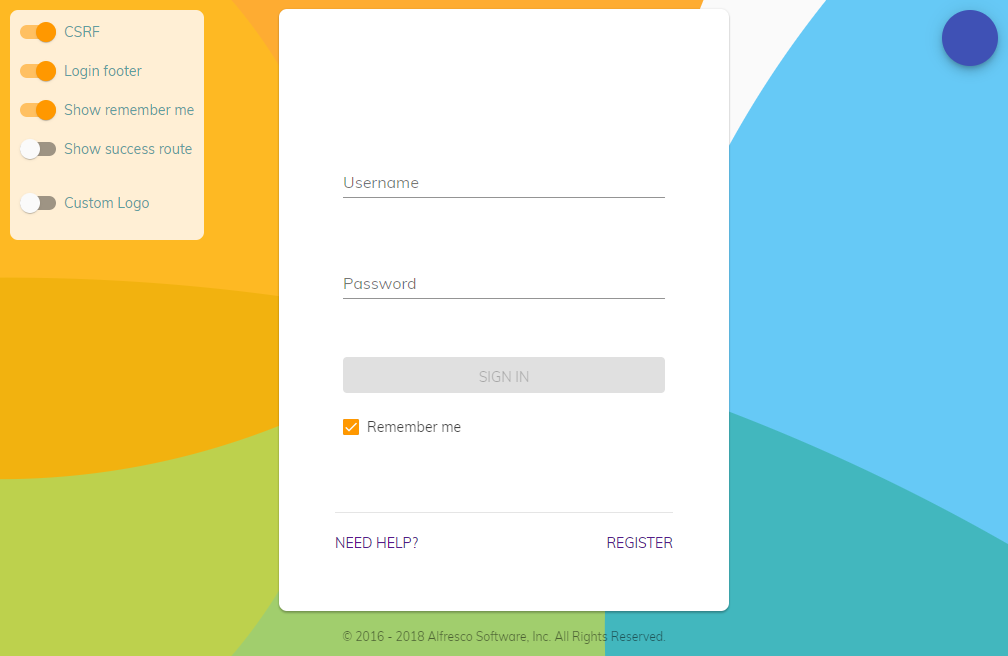 CSRF
Login footer
Show remember me
Show success route
Custom Logo
Username
Password
SIGN IN
Remember me
NEED HELP?
REGISTER
© 2016 - 2018 Alfresco Software, Inc. All Rights Reserved.